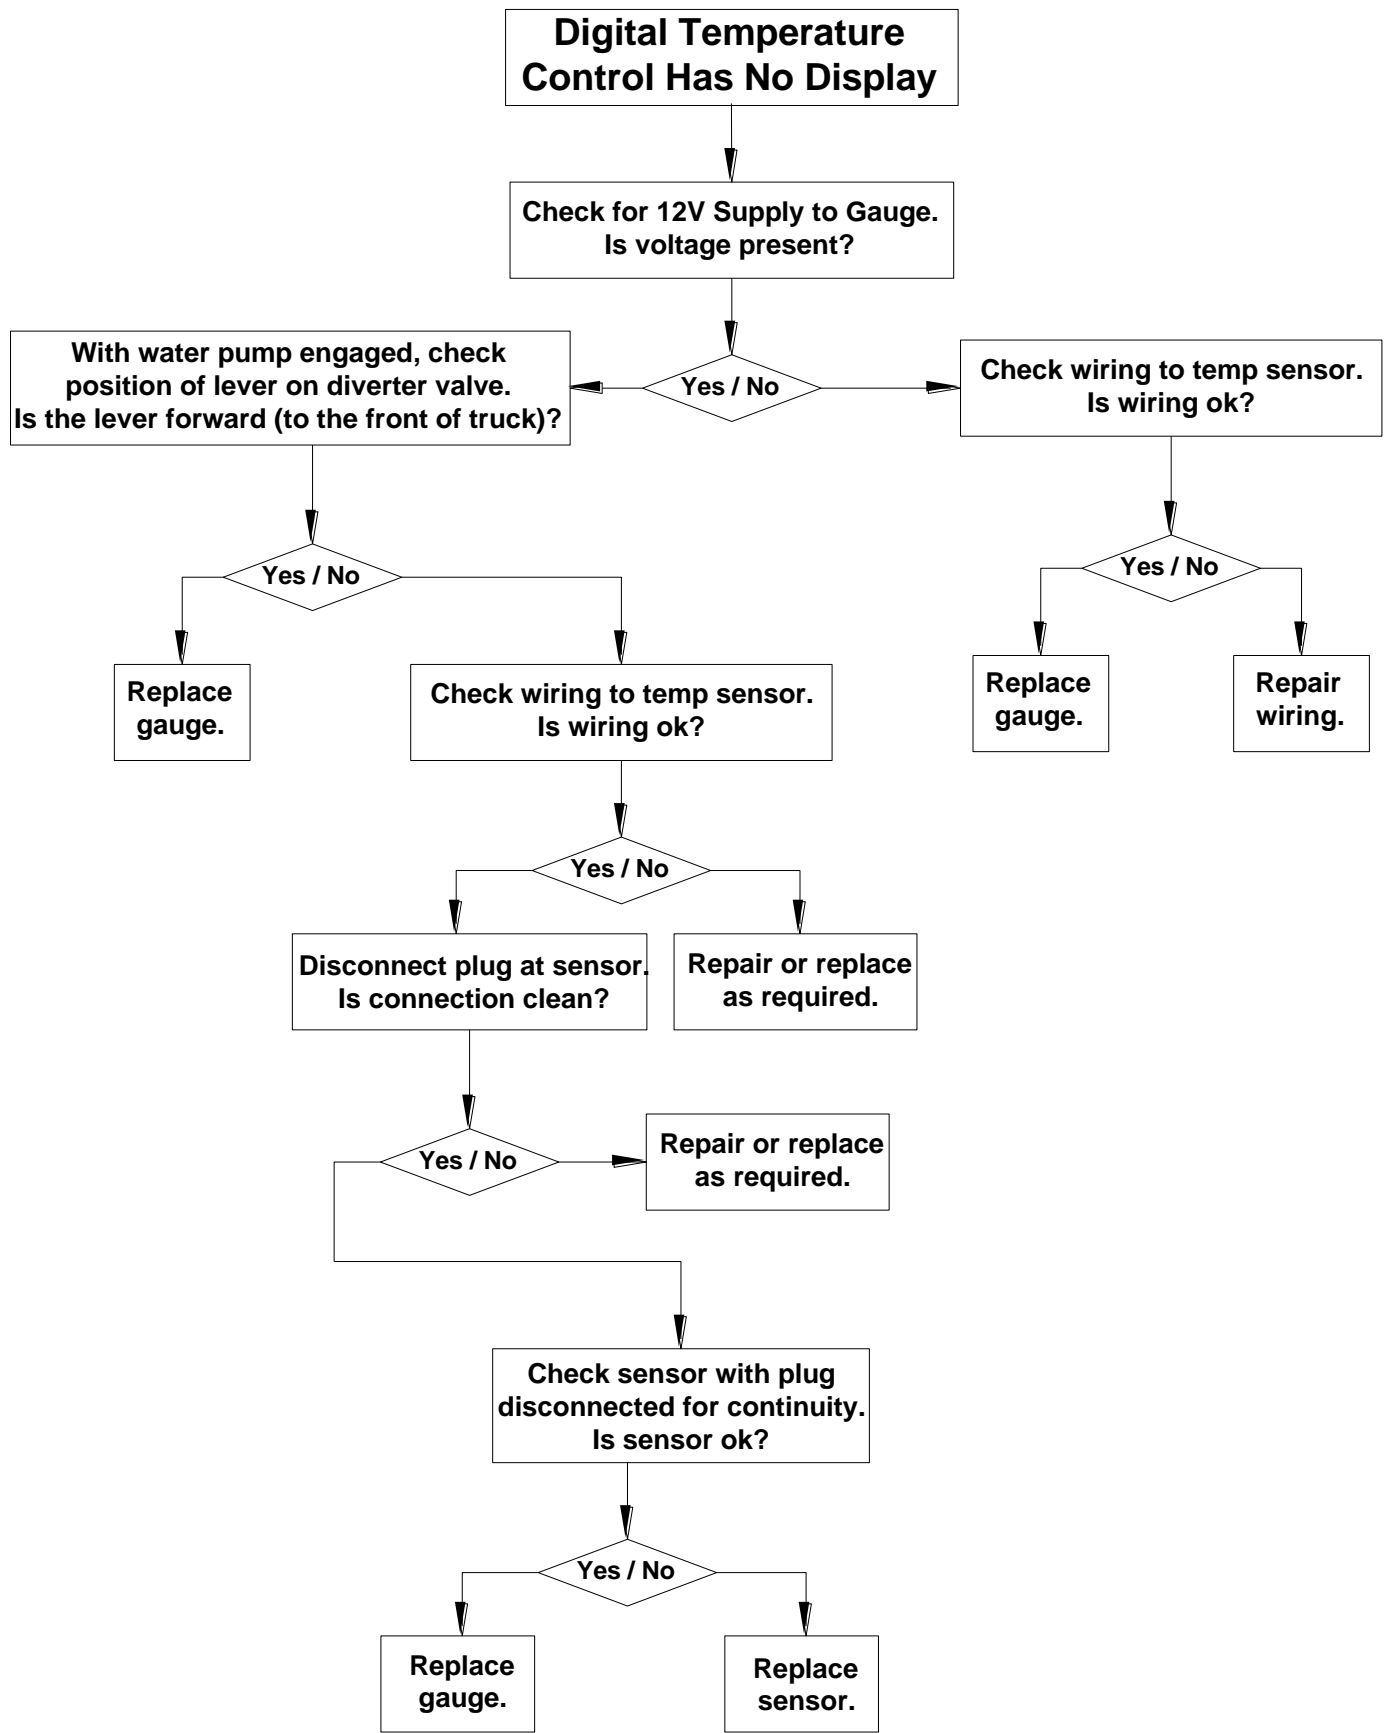 Digital Temperature
Control Has No Display
Check for 12V Supply to Gauge.
Is voltage present?
With water pump engaged, check
position of lever on diverter valve.
Is the lever forward (to the front of truck)?
Yes / No
Check wiring to temp sensor.
Is wiring ok?
Yes / No
Yes / No
Replace
gauge.
Check wiring to temp sensor.
Is wiring ok?
Replace
gauge.
Repair
wiring.
Yes / No
Disconnect plug at sensor.
Is connection clean?
Repair or replace
as required.
Yes / No
Repair or replace
as required.
Check sensor with plug
disconnected for continuity.
Is sensor ok?
Yes / No
Replace
gauge.
Replace
sensor.